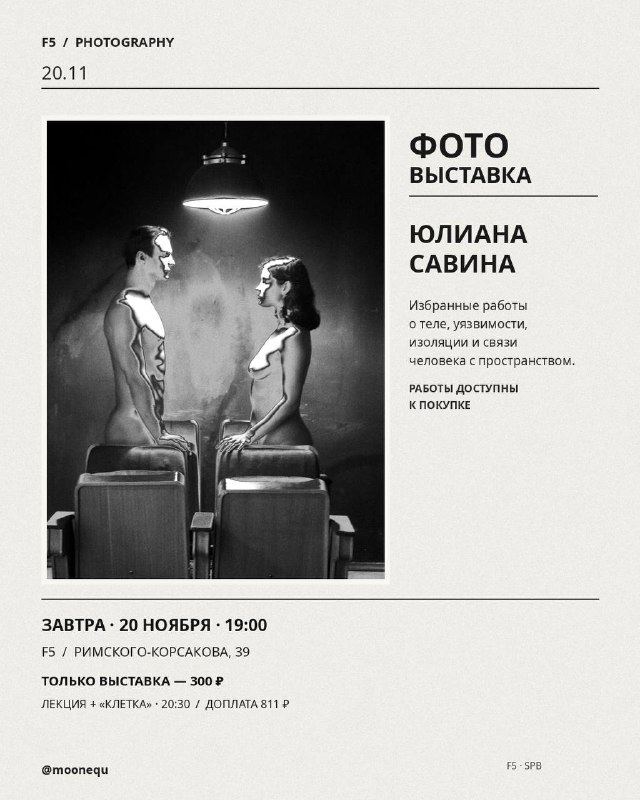 F5 / PHOTOGRAPHY
20.11
ФОТО
ВЫСТАВКА
ЮЛИАНА
САВИНА
Избранные работы
о теле, уязвимости,
изоляции и связи
человека с пространством.
РАБОТЫ ДОСТУПНЫ
К ПОКУПКЕ
ЗАВТРА · 20 НОЯБРЯ · 19:00
F5 / РИМСКОГО-КОРСАКОВА, 39
ТОЛЬКО ВЫСТАВКА — 300 ₽
ЛЕКЦИЯ + «КЛЕТКА» · 20:30 / ДОПЛАТА 811 ₽
@moonequ
F5 · SPB